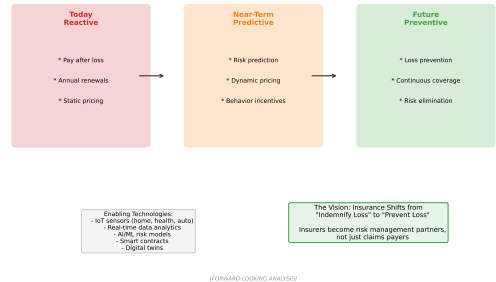 Today
Reactive
* Pay after loss
* Annual renewals
* Static pricing
Near-Term
Predictive
* Risk prediction
* Dynamic pricing
* Behavior incentives
Future
Preventive
* Loss prevention
* Continuous coverage
* Risk elimination
Enabling Technologies:
- IoT sensors (home, health, auto)
- Real-time data analytics
- AI/ML risk models
- Smart contracts
- Digital twins
The Vision: Insurance Shifts from
"Indemnify Loss" to "Prevent Loss"
Insurers become risk management partners,
not just claims payers
[FORWARD-LOOKING ANALYSIS]